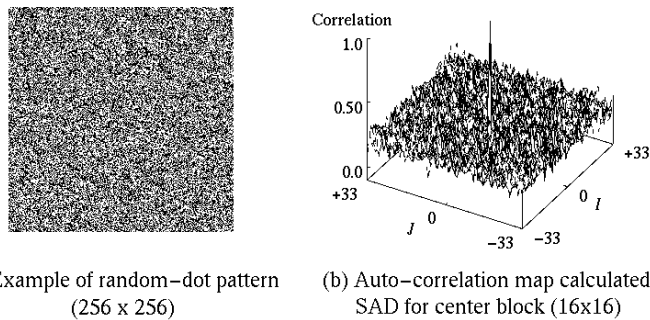 Correlation
1.0
0.50
0.0
+33
J
0
−33
−33
0
I
+33
Example of random−dot pattern
(256 x 256)
(b) Auto−correlation map calculated
SAD for center block (16x16)